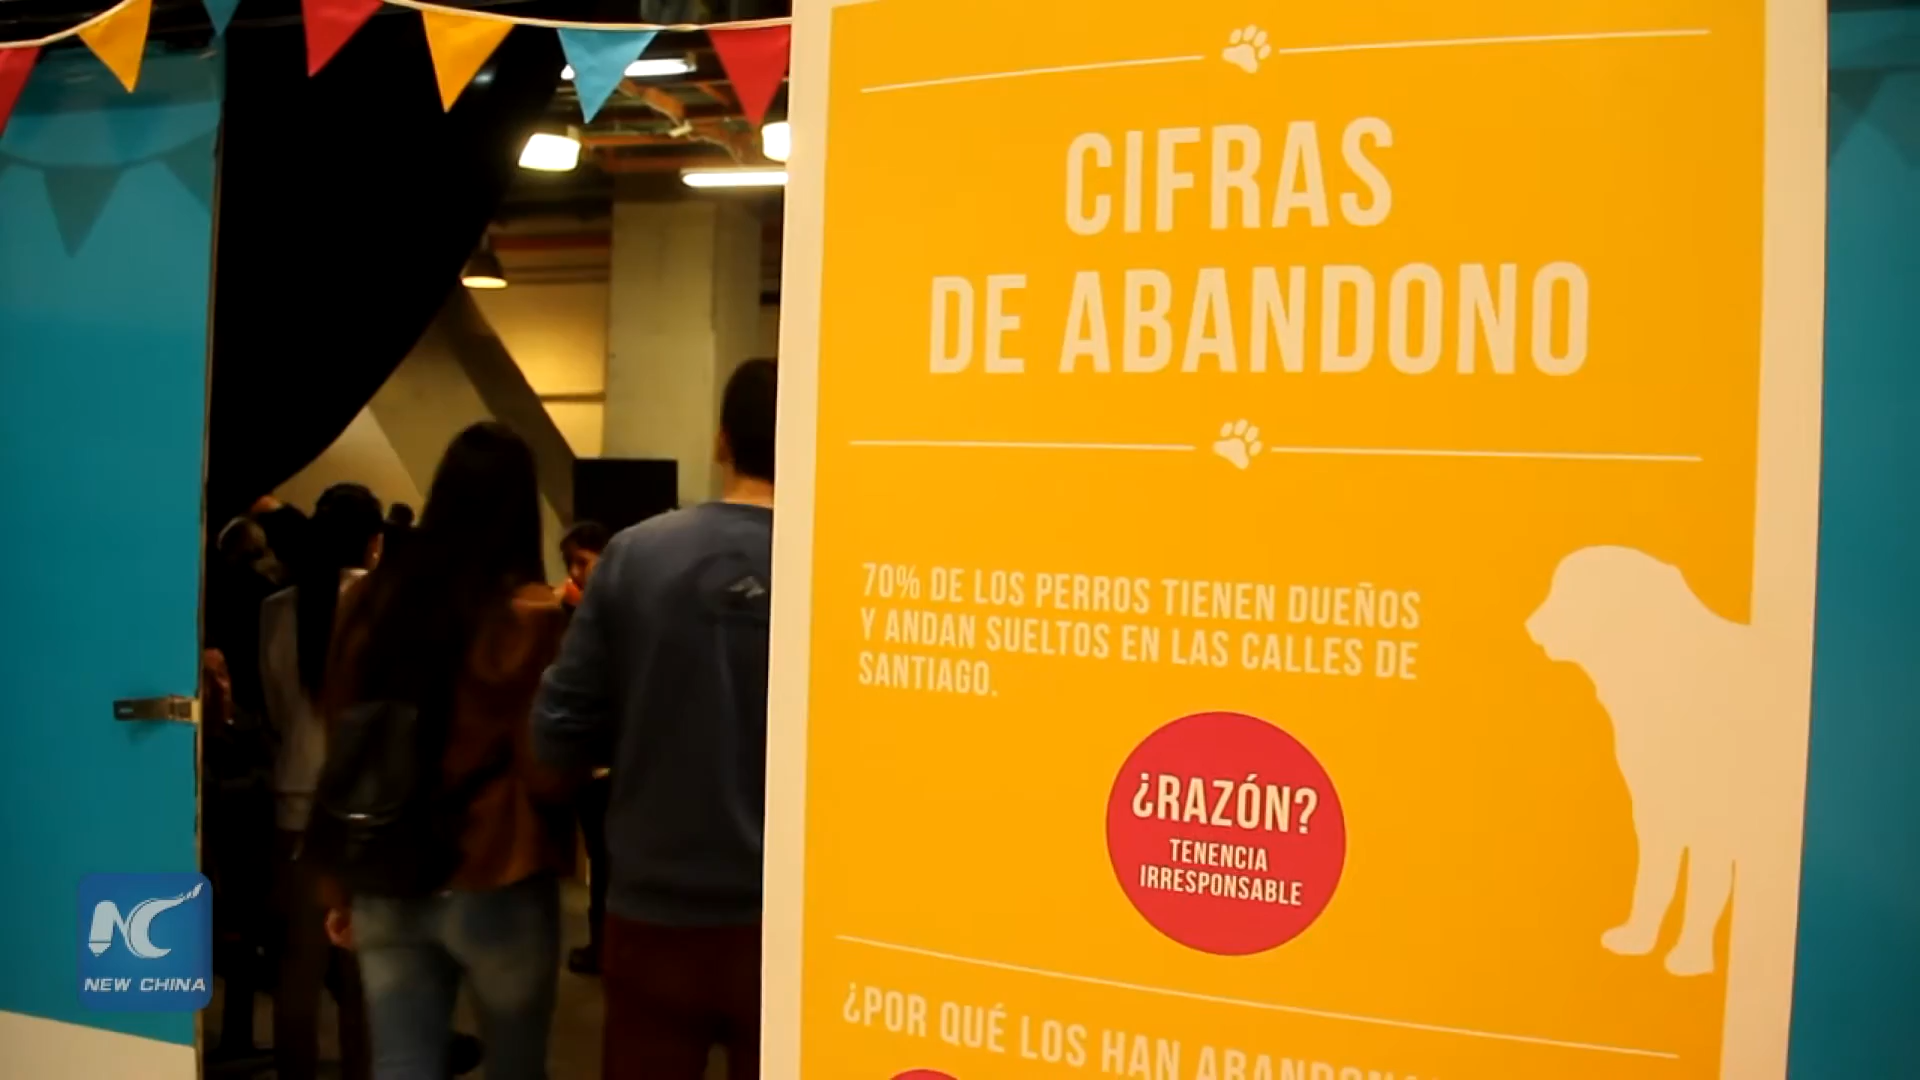 CIFRAS
DE ABANDONO
70% DE LOS PERROS TIENEN DUEÑOS
Y ANDAN SUELTOS EN LAS CALLES DE
SANTIAGO.
¿RAZÓN?
TENENCIA
IRRESPONSABLE
¿POR QUÉ LOS HAN
NEW CHINA